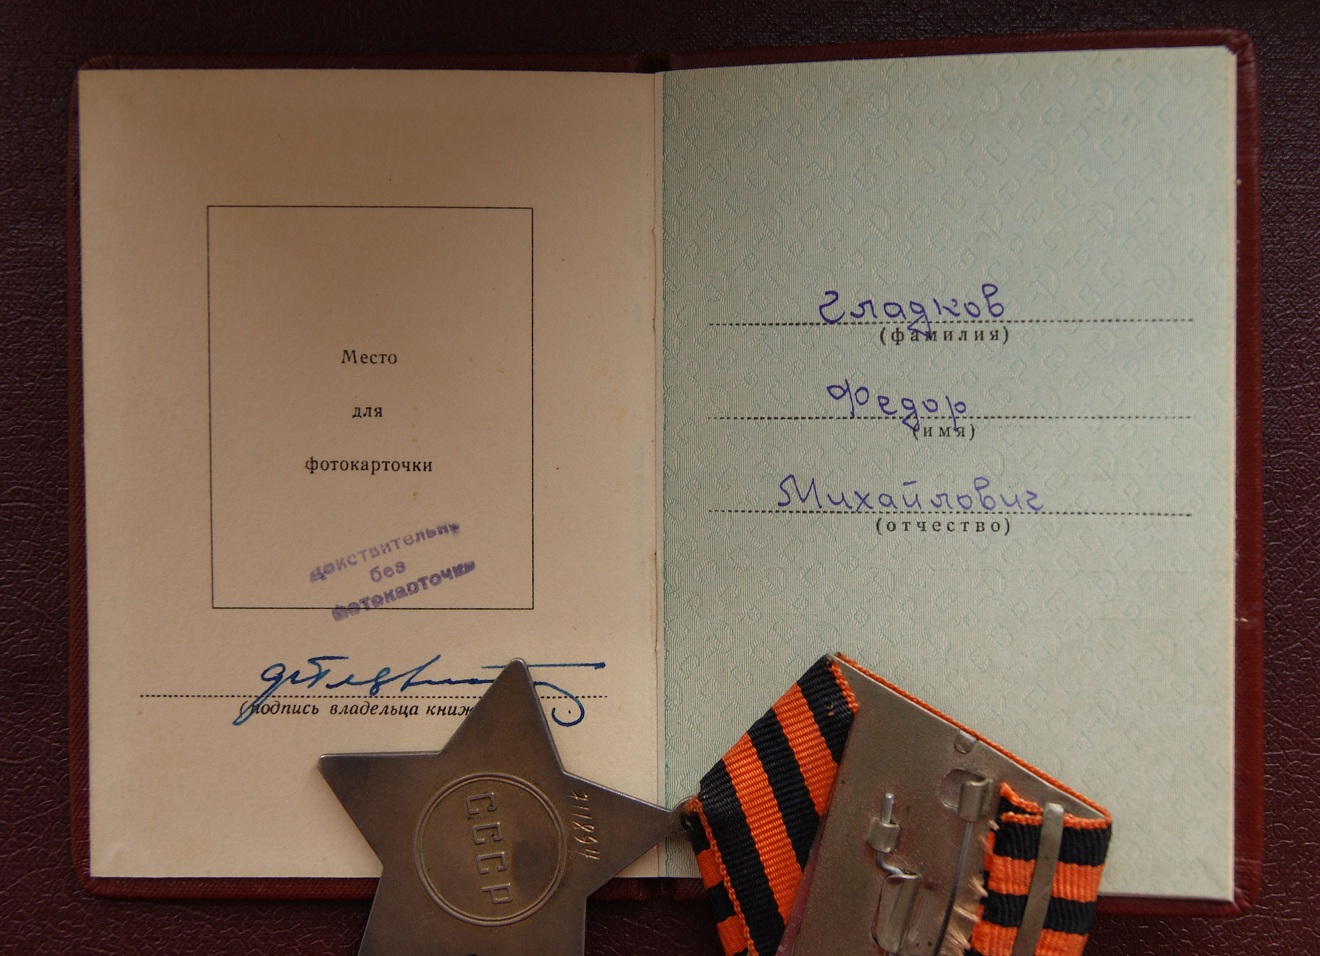 Место
для
фотокарточки
действительно
без
фотокарточки
(подпись владельца книж
Гладков
(фамилия)
Федор
(имя)
Михайлович
(отчество)
СССР